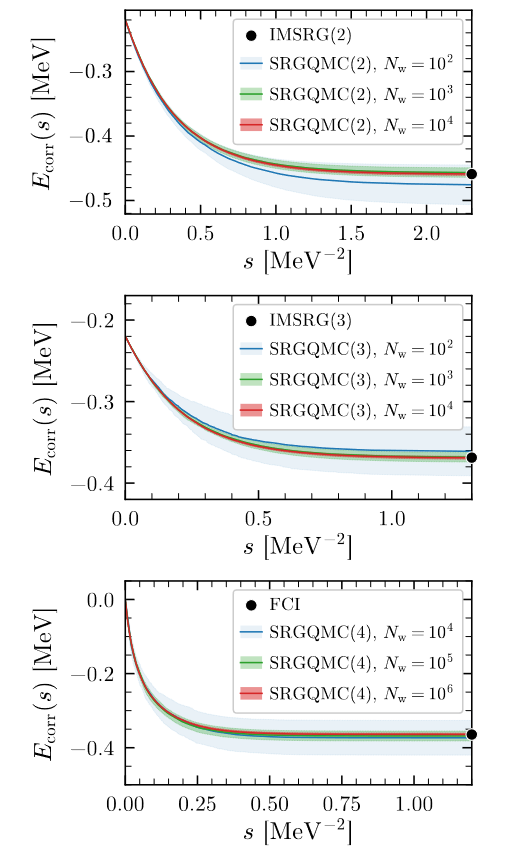 IMSRG(2)
SRGQMC(2), N_w = 10^2
SRGQMC(2), N_w = 10^3
SRGQMC(2), N_w = 10^4
E_corr(s) [MeV]
−0.3
−0.4
−0.5
0.0 0.5 1.0 1.5 2.0
s [MeV^−2]
IMSRG(3)
SRGQMC(3), N_w = 10^2
SRGQMC(3), N_w = 10^3
SRGQMC(3), N_w = 10^4
E_corr(s) [MeV]
−0.2
−0.3
−0.4
0.0 0.5 1.0
s [MeV^−2]
FCI
SRGQMC(4), N_w = 10^4
SRGQMC(4), N_w = 10^5
SRGQMC(4), N_w = 10^6
E_corr(s) [MeV]
0.0
−0.2
−0.4
0.00 0.25 0.50 0.75 1.00
s [MeV^−2]